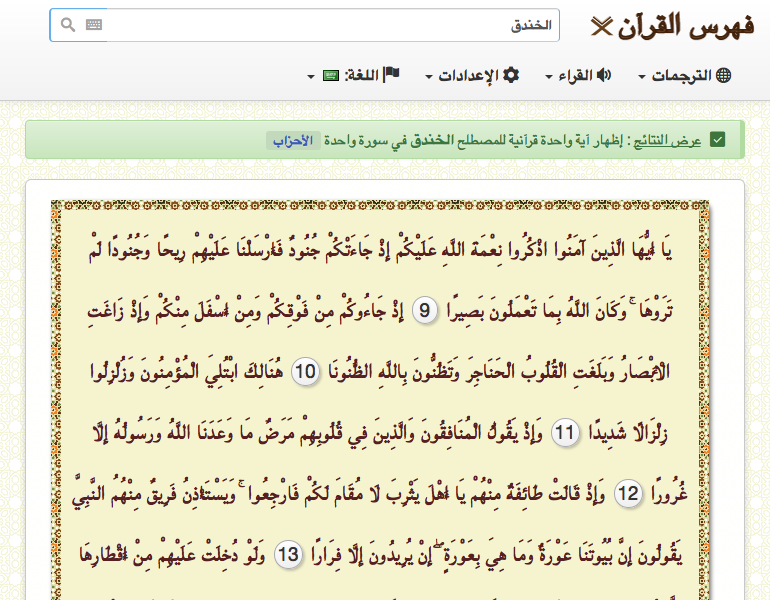 فهرس القرآن
الخندق
الترجمات
القراء
الإعدادات
اللغة:
عرض النتائج : إظهار آية واحدة قرآنية للمصطلح الخندق في سورة واحدة الأحزاب
يَا أَيُّهَا الَّذِينَ آمَنُوا اذْكُرُوا نِعْمَةَ اللَّهِ عَلَيْكُمْ إِذْ جَاءَتْكُمْ جُنُودٌ فَأَرْسَلْنَا عَلَيْهِمْ رِيحًا وَجُنُودًا لَمْ
تَرَوْهَا ۚ وَكَانَ اللَّهُ بِمَا تَعْمَلُونَ بَصِيرًا 9 إِذْ جَاءُوكُمْ مِنْ فَوْقِكُمْ وَمِنْ أَسْفَلَ مِنْكُمْ وَإِذْ زَاغَتِ
الْأَبْصَارُ وَبَلَغَتِ الْقُلُوبُ الْحَنَاجِرَ وَتَظُنُّونَ بِاللَّهِ الظُّنُونَا 10 هُنَالِكَ ابْتُلِيَ الْمُؤْمِنُونَ وَزُلْزِلُوا
زِلْزَالًا شَدِيدًا 11 وَإِذْ يَقُولُ الْمُنَافِقُونَ وَالَّذِينَ فِي قُلُوبِهِمْ مَرَضٌ مَا وَعَدَنَا اللَّهُ وَرَسُولُهُ إِلَّا
غُرُورًا 12 وَإِذْ قَالَتْ طَائِفَةٌ مِنْهُمْ يَا أَهْلَ يَثْرِبَ لَا مُقَامَ لَكُمْ فَارْجِعُوا ۚ وَيَسْتَأْذِنُ فَرِيقٌ مِنْهُمُ النَّبِيَّ
يَقُولُونَ إِنَّ بُيُوتَنَا عَوْرَةٌ وَمَا هِيَ بِعَوْرَةٍ ۖ إِنْ يُرِيدُونَ إِلَّا فِرَارًا 13 وَلَوْ دُخِلَتْ عَلَيْهِمْ مِنْ أَقْطَارِهَا